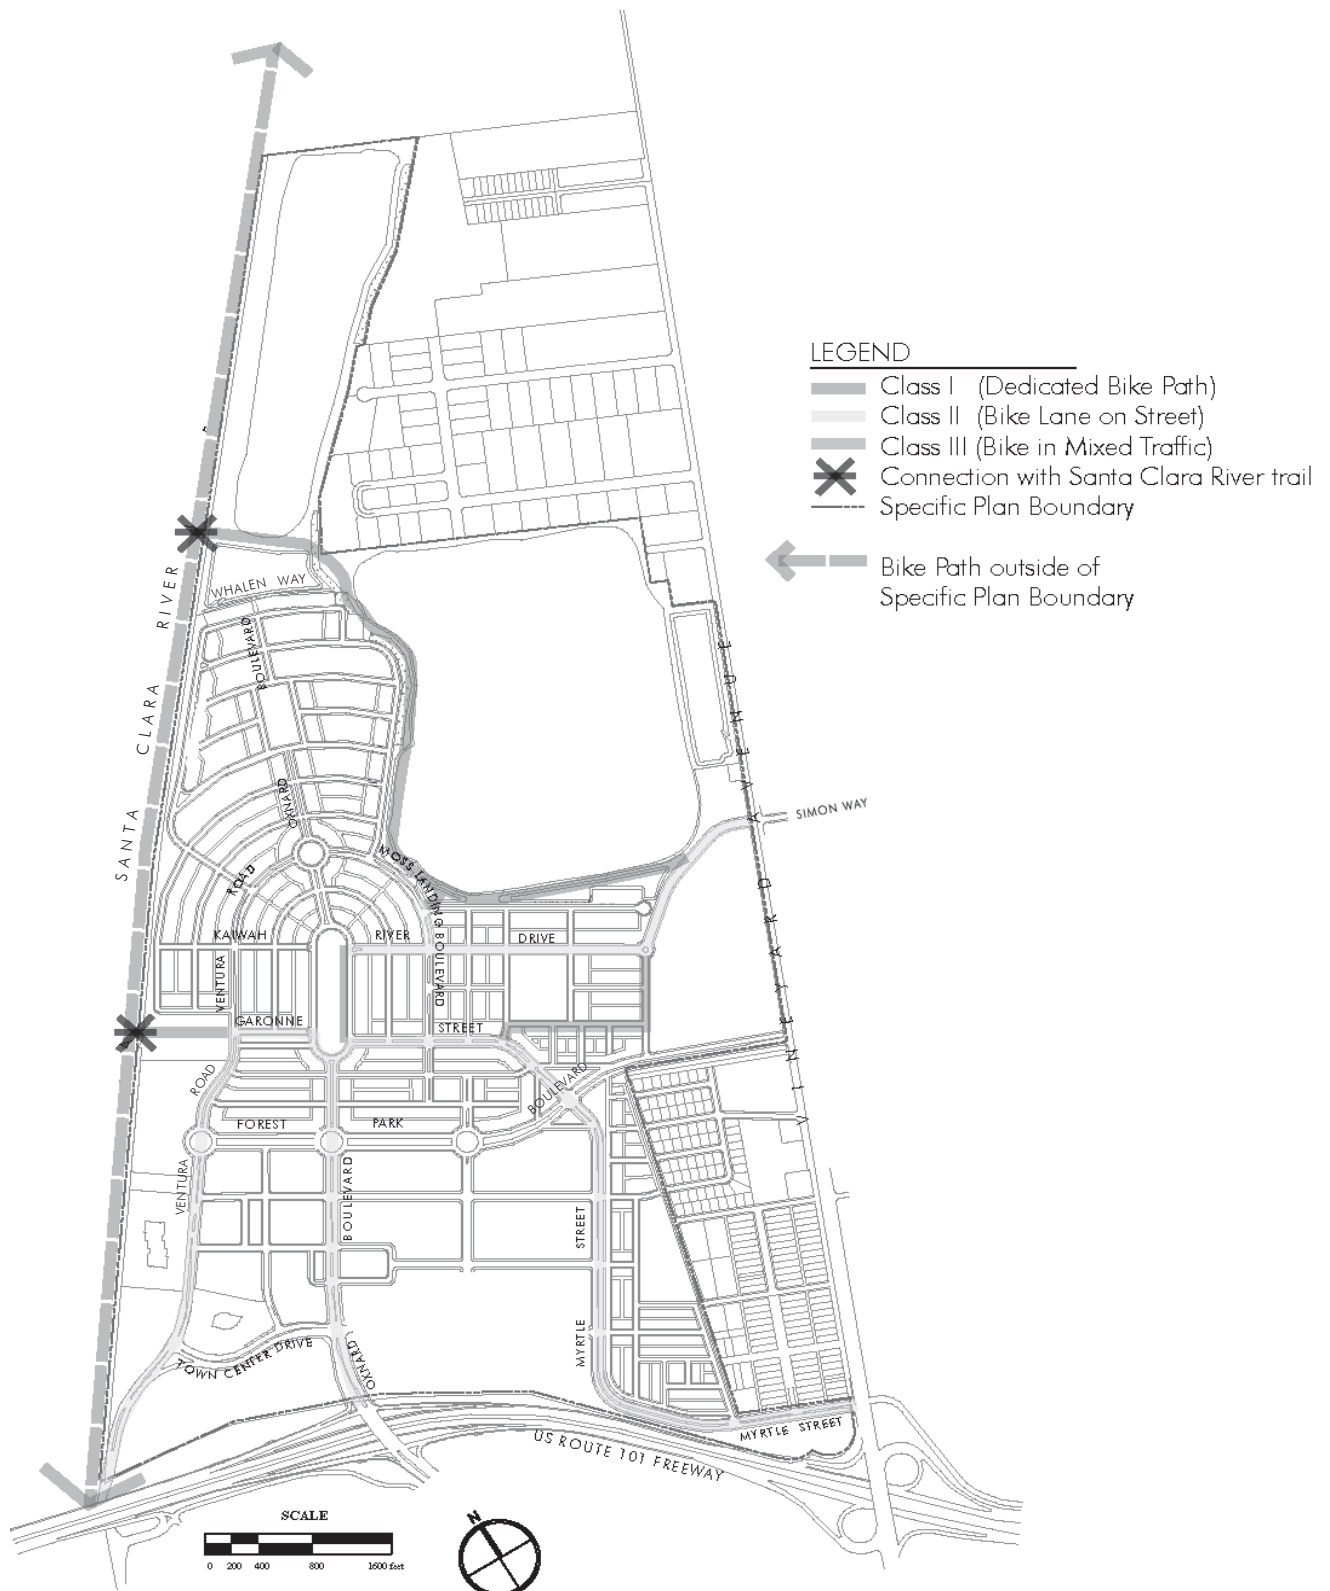 LEGEND
Class I (Dedicated Bike Path)
Class II (Bike Lane on Street)
Class III (Bike in Mixed Traffic)
Connection with Santa Clara River trail
Specific Plan Boundary
Bike Path outside of
Specific Plan Boundary
SANTA CLARA RIVER
WHALEN WAY
BOULEVARD
OXNARD
VINEYARD AVENUE
SIMON WAY
ROAD
MOSS LANDING BOULEVARD
KAIWAH
RIVER
DRIVE
VENTURA
GARONNE
STREET
ROAD
BOULEVARD
FOREST
PARK
VENTURA
BOULEVARD
STREET
MYRTLE
TOWN CENTER DRIVE
OXNARD
MYRTLE STREET
US ROUTE 101 FREEWAY
SCALE
0 200 400 800 1600 feet
N